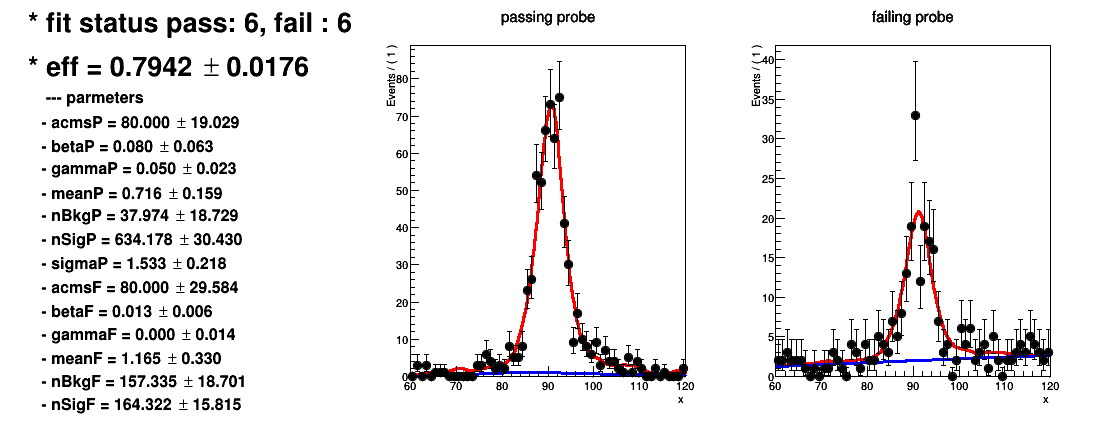 * fit status pass: 6, fail : 6
* eff = 0.7942 ± 0.0176
--- parmeters
- acmsP = 80.000 ± 19.029
- betaP = 0.080 ± 0.063
- gammaP = 0.050 ± 0.023
- meanP = 0.716 ± 0.159
- nBkgP = 37.974 ± 18.729
- nSigP = 634.178 ± 30.430
- sigmaP = 1.533 ± 0.218
- acmsF = 80.000 ± 29.584
- betaF = 0.013 ± 0.006
- gammaF = 0.000 ± 0.014
- meanF = 1.165 ± 0.330
- nBkgF = 157.335 ± 18.701
- nSigF = 164.322 ± 15.815
passing probe
Events / ( 1 )
80
70
60
50
40
30
20
10
0
60 70 80 90 100 110 120
x
failing probe
Events / ( 1 )
40
35
30
25
20
15
10
5
0
60 70 80 90 100 110 120
x